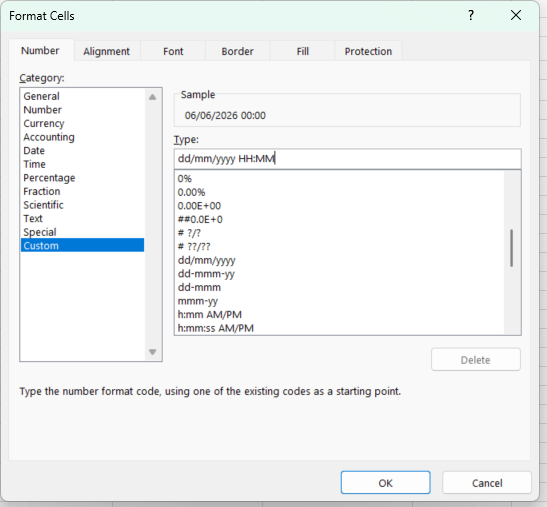 Format Cells
? ×
Number Alignment Font Border Fill Protection
Category:
General
Number
Currency
Accounting
Date
Time
Percentage
Fraction
Scientific
Text
Special
Custom
Sample
06/06/2026 00:00
Type:
dd/mm/yyyy HH:MM
0%
0.00%
0.00E+00
##0.0E+0
# ?/?
# ??/??
dd/mm/yyyy
dd-mmm-yy
dd-mmm
mmm-yy
h:mm AM/PM
h:mm:ss AM/PM
Delete
Type the number format code, using one of the existing codes as a starting point.
OK Cancel